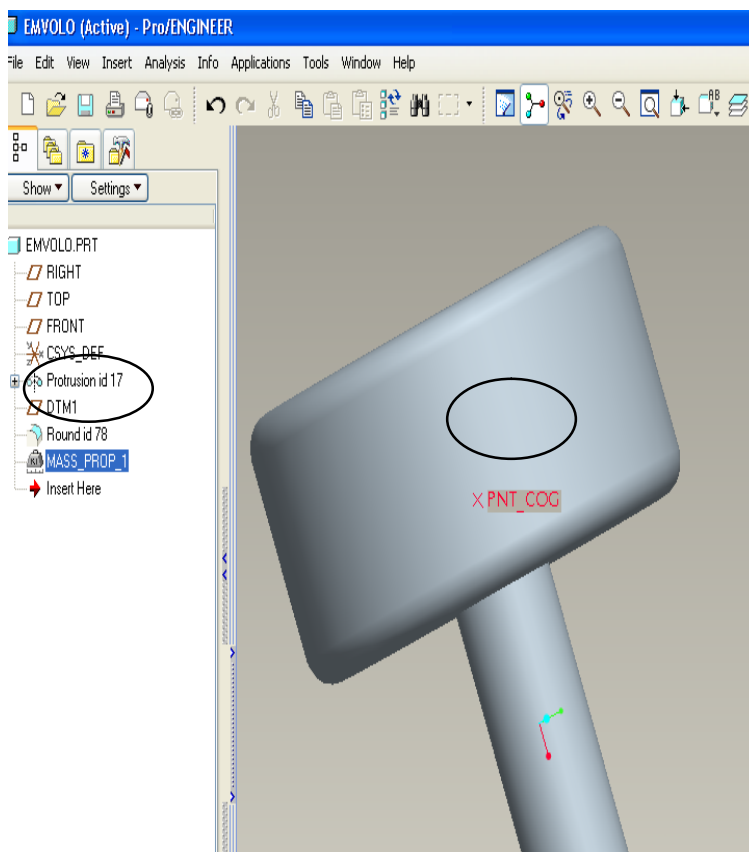 EMVOLO (Active) - Pro/ENGINEER
File Edit View Insert Analysis Info Applications Tools Window Help
Show Settings
EMVOLO.PRT
RIGHT
TOP
FRONT
CSYS_DEF
Protrusion id 17
DTM1
Round id 78
MASS_PROP_1
Insert Here
PNT_COG